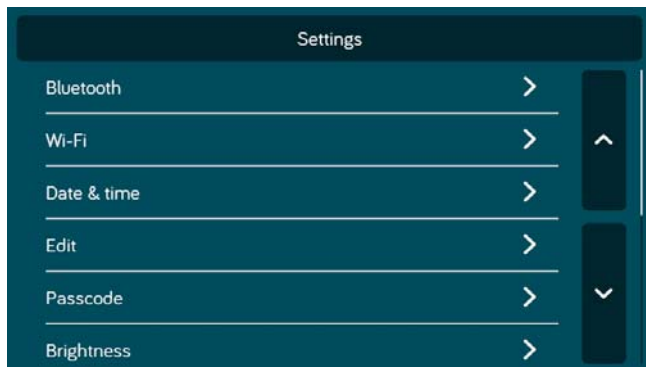 Settings
Bluetooth
Wi-Fi
Date & time
Edit
Passcode
Brightness